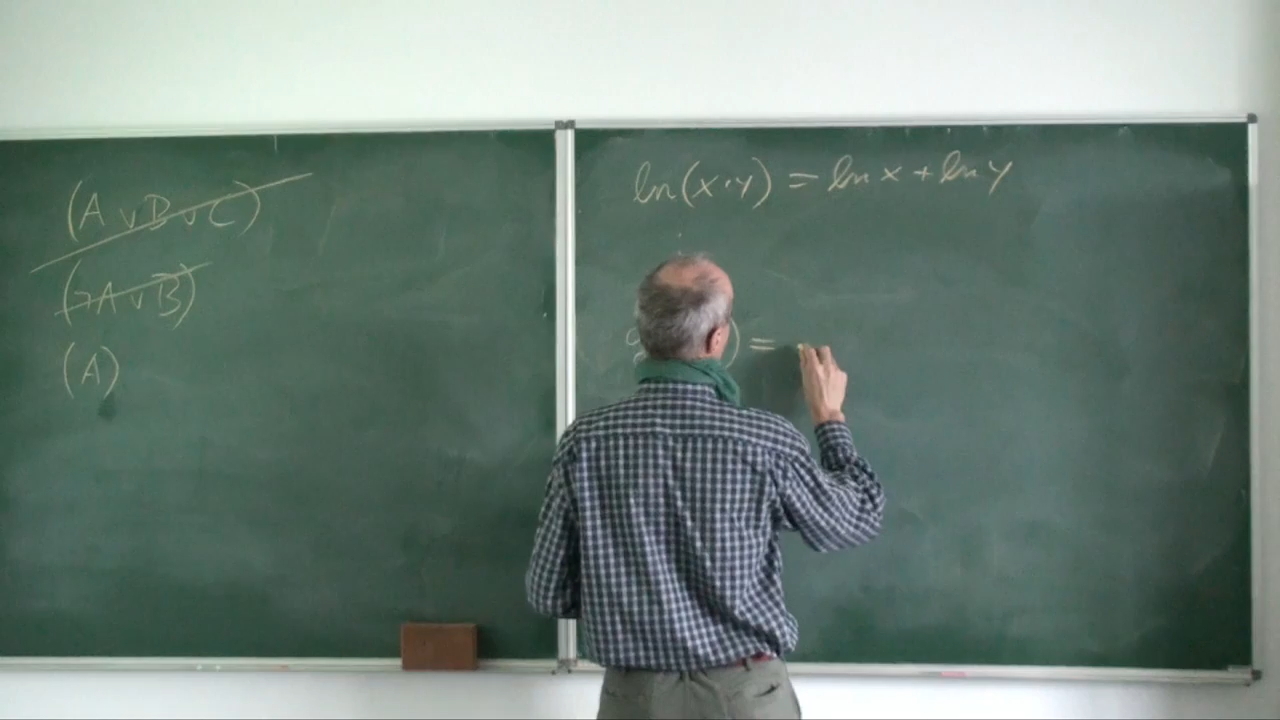 (A ∨ B ∨ C)
(¬A ∨ B)
(A)
ln(x·y) = ln x + ln y
) =